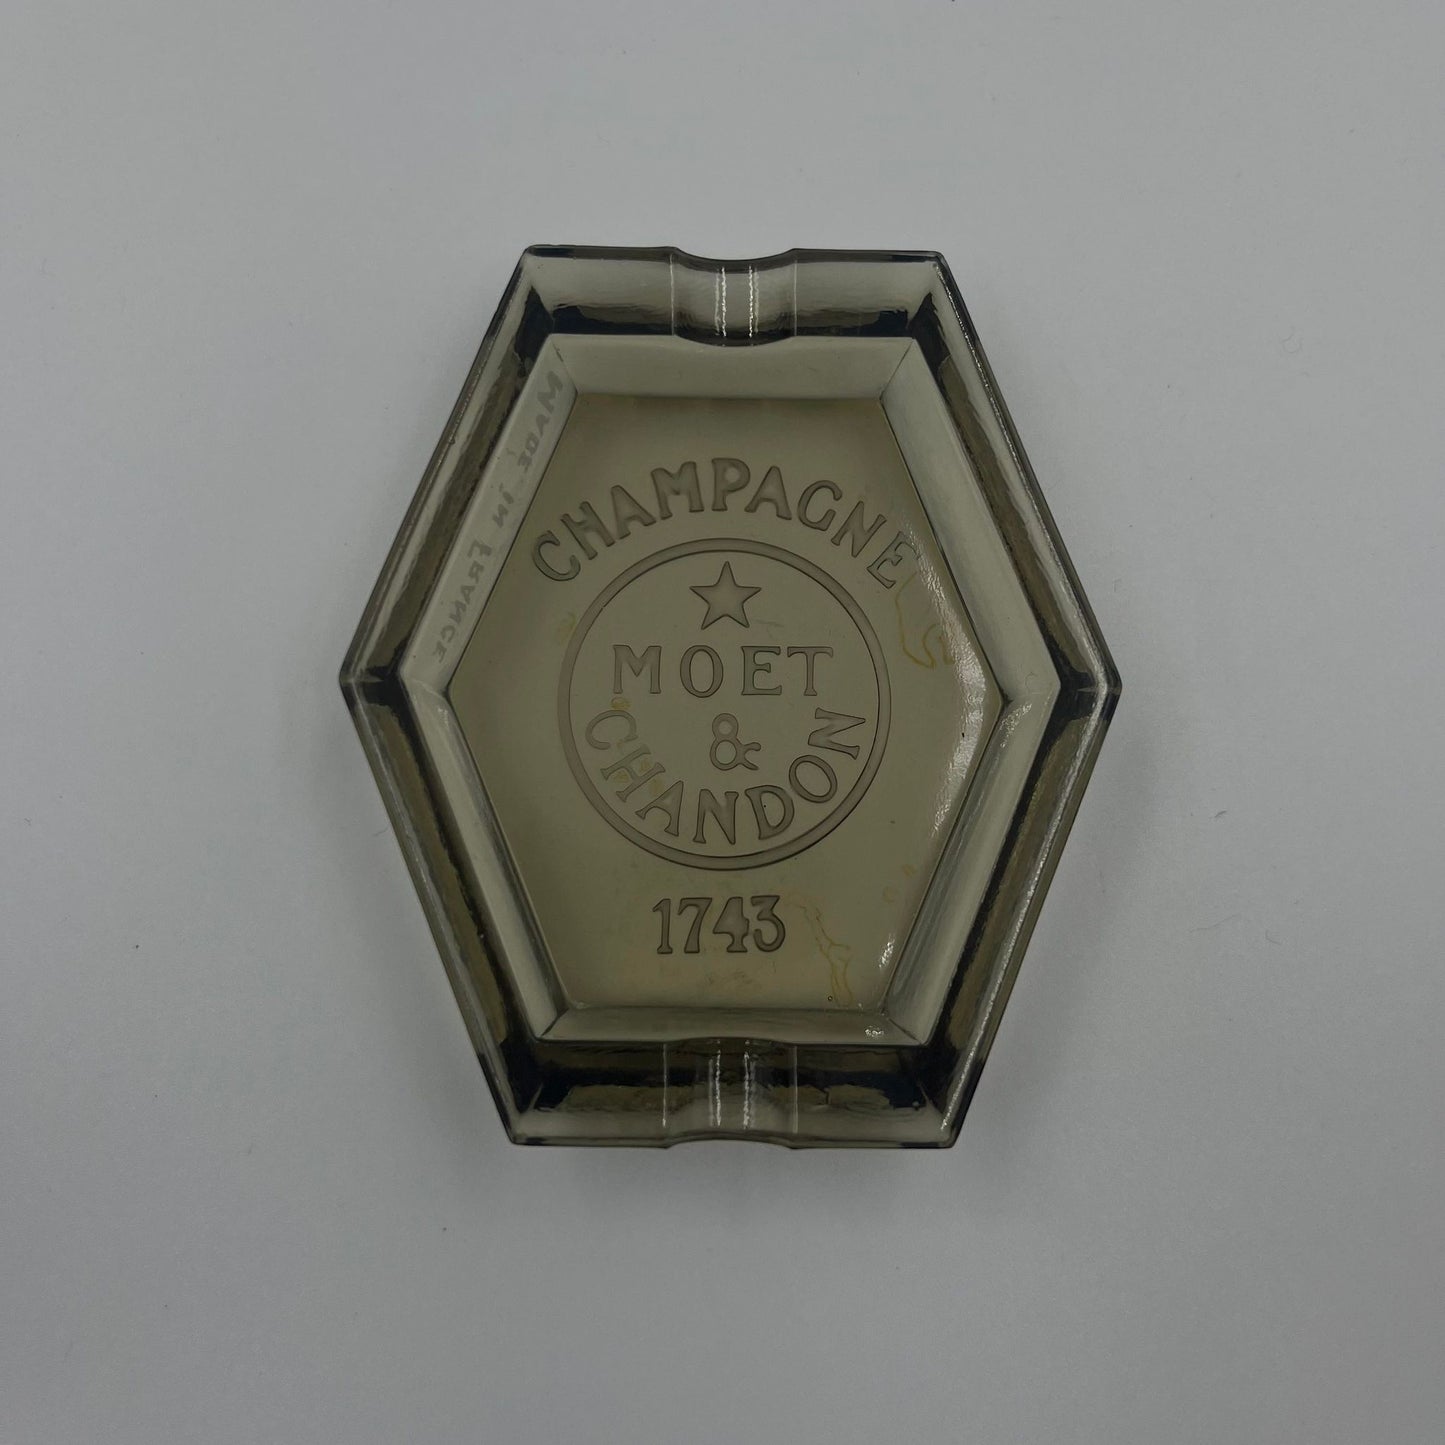 CHAMPAGNE
MOET
&
CHANDON
1743
MADE IN FRANCE